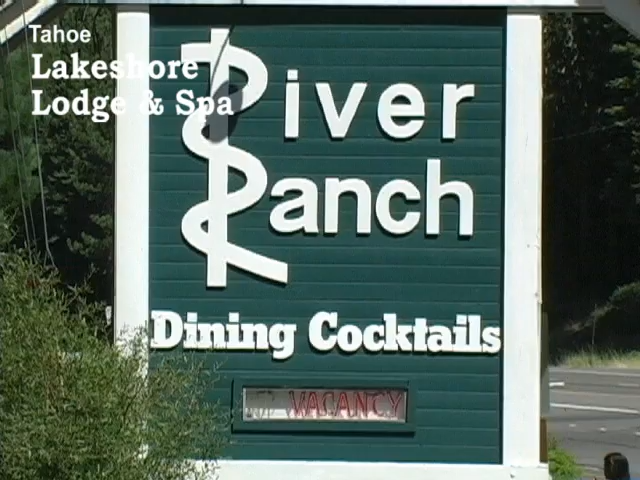 Tahoe
Lakeshore
Lodge & Spa
River
Ranch
Dining Cocktails
VACANCY